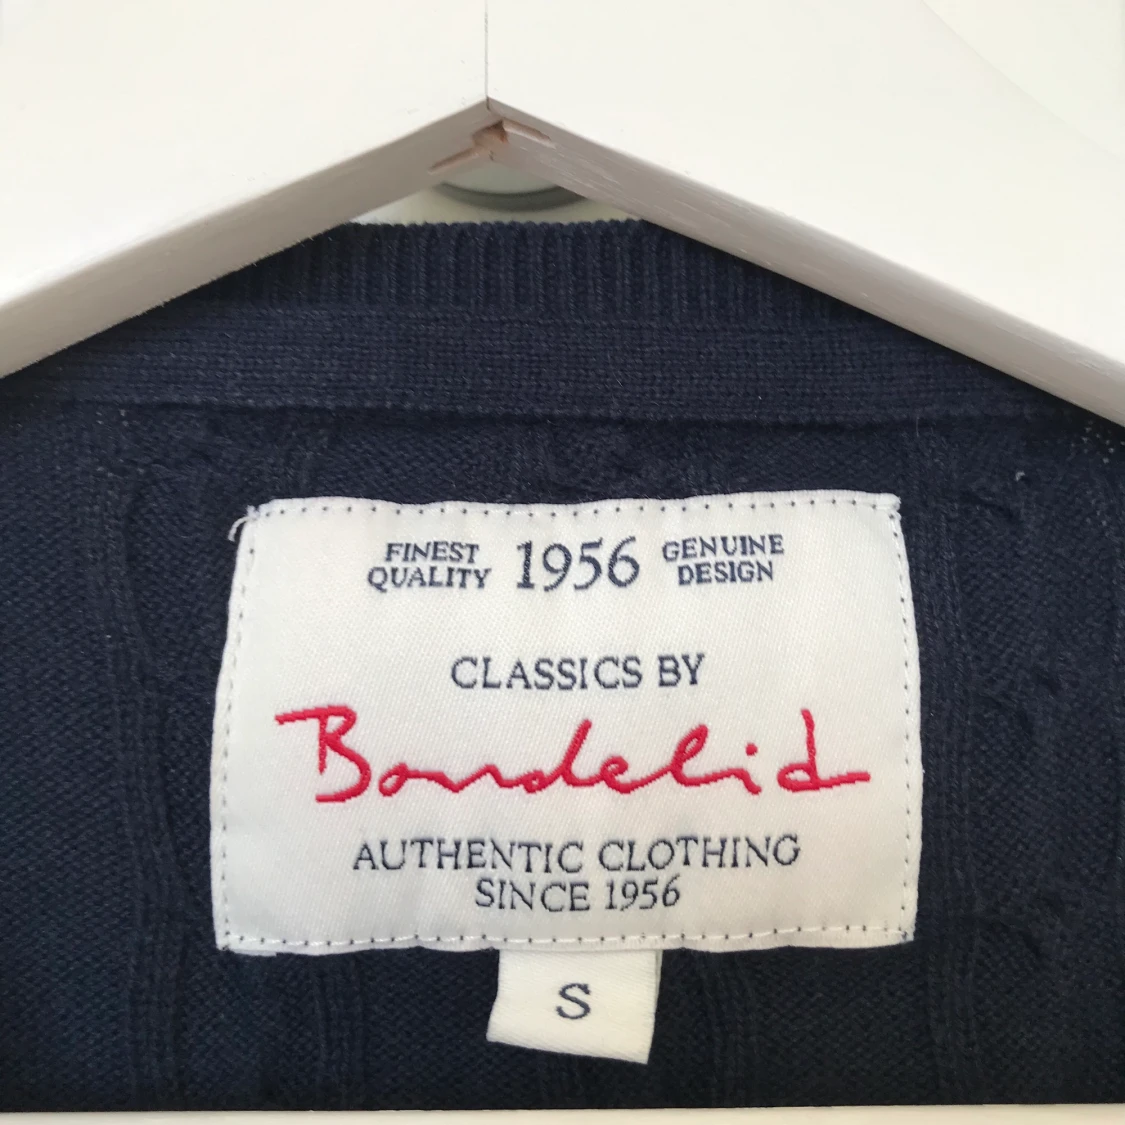 FINEST QUALITY 1956 GENUINE DESIGN
CLASSICS BY
Bondelid
AUTHENTIC CLOTHING
SINCE 1956
S